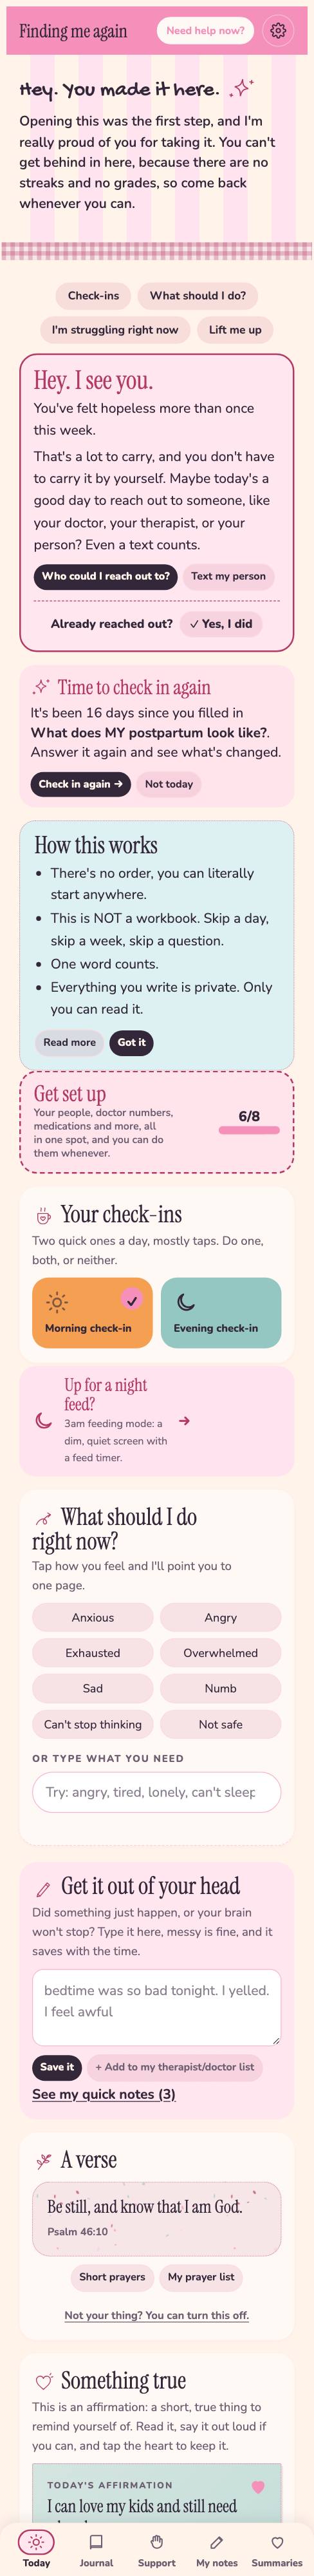 Finding me again
Need help now?
Hey. You made it here.
Opening this was the first step, and I'm
really proud of you for taking it. You can't
get behind in here, because there are no
streaks and no grades, so come back
whenever you can.
Check-ins
What should I do?
I'm struggling right now
Lift me up
Hey. I see you.
You've felt hopeless more than once
this week.
That's a lot to carry, and you don't have
to carry it by yourself. Maybe today's a
good day to reach out to someone, like
your doctor, your therapist, or your
person? Even a text counts.
Who could I reach out to?
Text my person
Already reached out?
✓ Yes, I did
Time to check in again
It's been 16 days since you filled in
What does MY postpartum look like?.
Answer it again and see what's changed.
Check in again →
Not today
How this works
• There's no order, you can literally
start anywhere.
• This is NOT a workbook. Skip a day,
skip a week, skip a question.
• One word counts.
• Everything you write is private. Only
you can read it.
Read more
Got it
Get set up
Your people, doctor numbers,
medications and more, all
in one spot, and you can do
them whenever.
6/8
Your check-ins
Two quick ones a day, mostly taps. Do one,
both, or neither.
Morning check-in
Evening check-in
Up for a night
feed?
3am feeding mode: a
dim, quiet screen with
a feed timer.
→
What should I do
right now?
Tap how you feel and I'll point you to
one page.
Anxious
Angry
Exhausted
Overwhelmed
Sad
Numb
Can't stop thinking
Not safe
OR TYPE WHAT YOU NEED
Try: angry, tired, lonely, can't sleep
Get it out of your head
Did something just happen, or your brain
won't stop? Type it here, messy is fine, and it
saves with the time.
bedtime was so bad tonight. I yelled.
I feel awful
Save it
+ Add to my therapist/doctor list
See my quick notes (3)
A verse
Be still, and know that I am God.
Psalm 46:10
Short prayers
My prayer list
Not your thing? You can turn this off.
Something true
This is an affirmation: a short, true thing to
remind yourself of. Read it, say it out loud if
you can, and tap the heart to keep it.
TODAY'S AFFIRMATION
I can love my kids and still need
Today
Journal
Support
My notes
Summaries